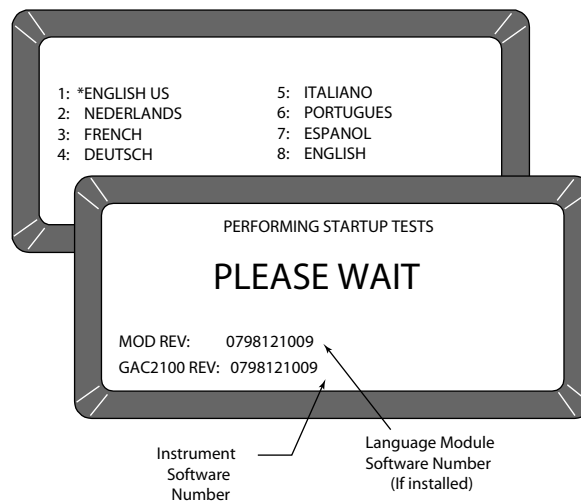 1: *ENGLISH US
2: NEDERLANDS
3: FRENCH
4: DEUTSCH
5: ITALIANO
6: PORTUGUES
7: ESPANOL
8: ENGLISH
PERFORMING STARTUP TESTS
PLEASE WAIT
MOD REV: 0798121009
GAC2100 REV: 0798121009
Instrument
Software
Number
Language Module
Software Number
(If installed)